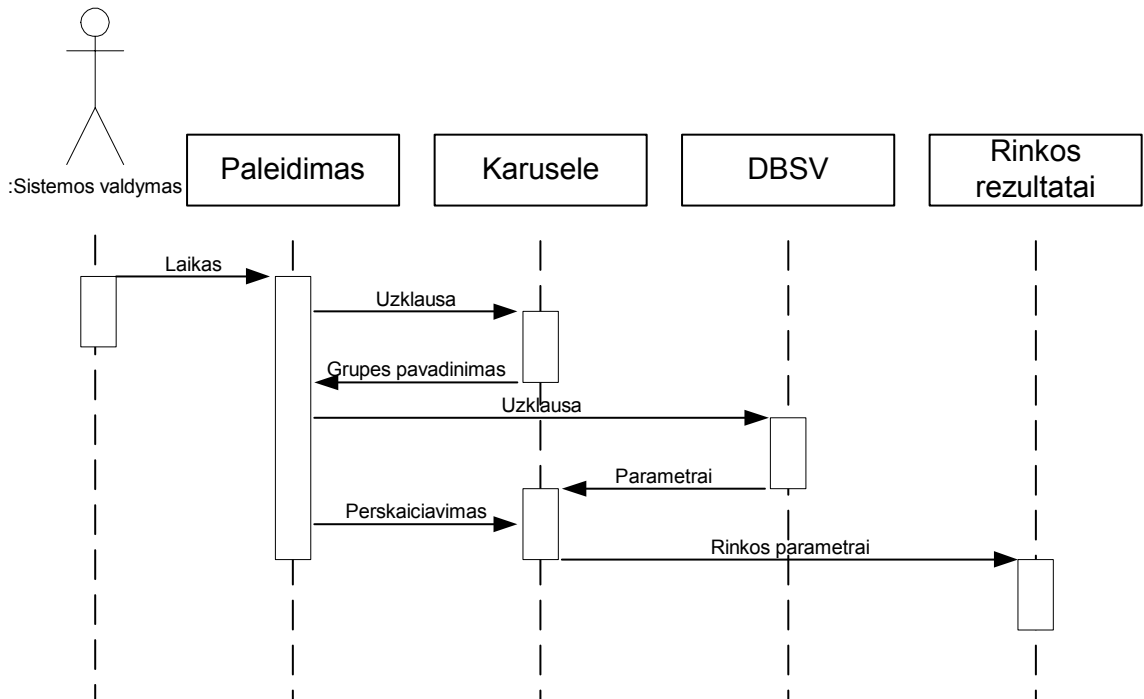 :Sistemos valdymas
Paleidimas
Karusele
DBSV
Rinkos
rezultatai
Laikas
Uzklausa
Grupes pavadinimas
Uzklausa
Parametrai
Perskaiciavimas
Rinkos parametrai